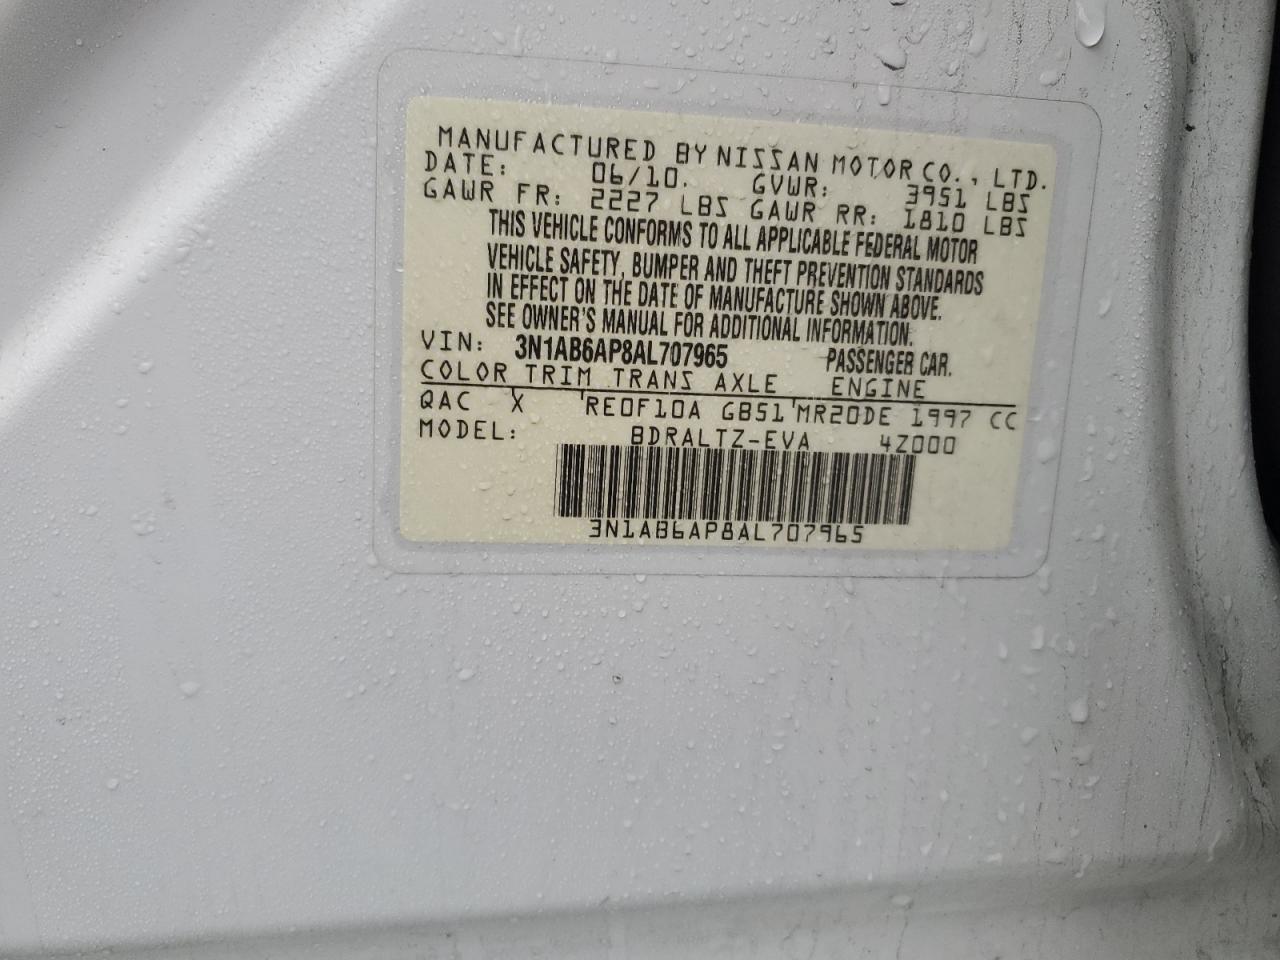 MANUFACTURED BY NISSAN MOTOR CO., LTD.
DATE: 06/10. GVWR: 3951 LBS
GAWR FR: 2227 LBS GAWR RR: 1810 LBS
THIS VEHICLE CONFORMS TO ALL APPLICABLE FEDERAL MOTOR
VEHICLE SAFETY, BUMPER AND THEFT PREVENTION STANDARDS
IN EFFECT ON THE DATE OF MANUFACTURE SHOWN ABOVE.
SEE OWNER'S MANUAL FOR ADDITIONAL INFORMATION.
VIN: 3N1AB6AP8AL707965 PASSENGER CAR.
COLOR TRIM TRANS AXLE ENGINE
QAC X RE0F10A GB51 MR20DE 1997 CC
MODEL: BDRALTZ-EVA 4Z000
3N1AB6AP8AL707965